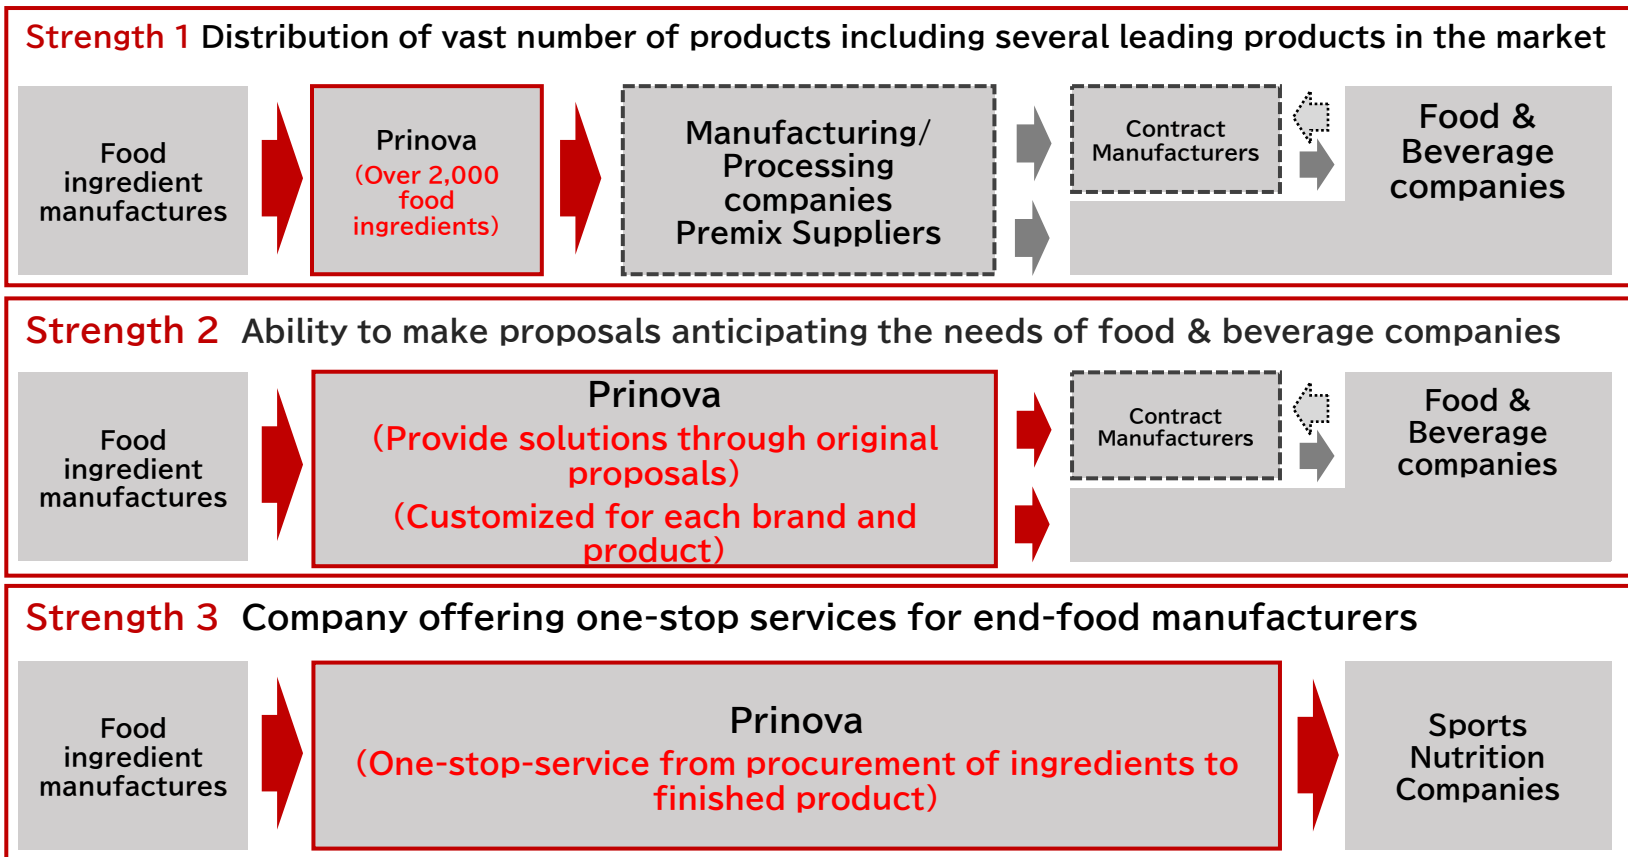 Strength 1 Distribution of vast number of products including several leading products in the market
Food
ingredient
manufactures
Prinova
(Over 2,000
food
ingredients)
Manufacturing/
Processing
companies
Premix Suppliers
Contract
Manufacturers
Food &
Beverage
companies
Strength 2 Ability to make proposals anticipating the needs of food & beverage companies
Food
ingredient
manufactures
Prinova
(Provide solutions through original
proposals)
(Customized for each brand and
product)
Contract
Manufacturers
Food &
Beverage
companies
Strength 3 Company offering one-stop services for end-food manufacturers
Food
ingredient
manufactures
Prinova
(One-stop-service from procurement of ingredients to
finished product)
Sports
Nutrition
Companies